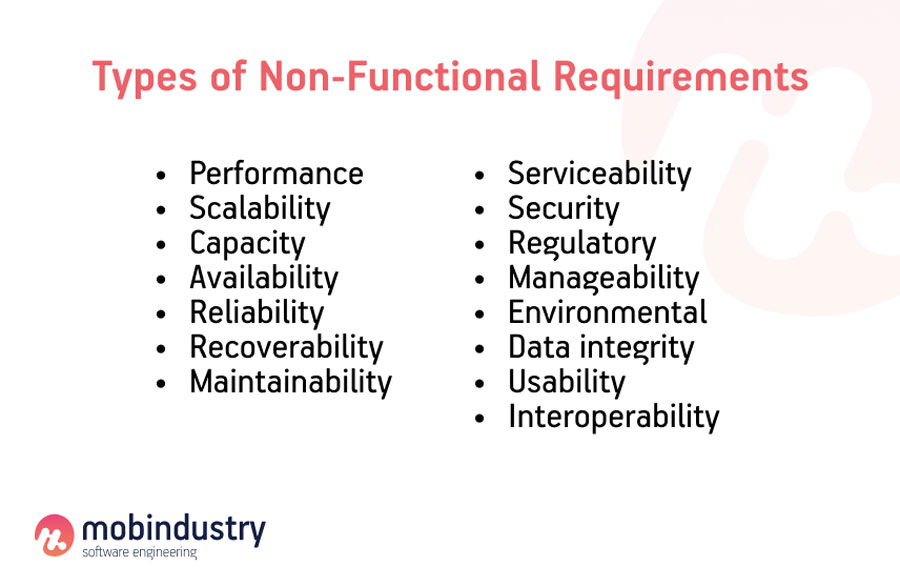 Types of Non-Functional Requirements
• Performance
• Scalability
• Capacity
• Availability
• Reliability
• Recoverability
• Maintainability
• Serviceability
• Security
• Regulatory
• Manageability
• Environmental
• Data integrity
• Usability
• Interoperability
mobindustry
software engineering